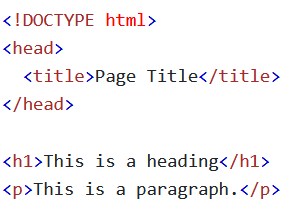 <!DOCTYPE html>
<head>
  <title>Page Title</title>
</head>

<h1>This is a heading</h1>
<p>This is a paragraph.</p>